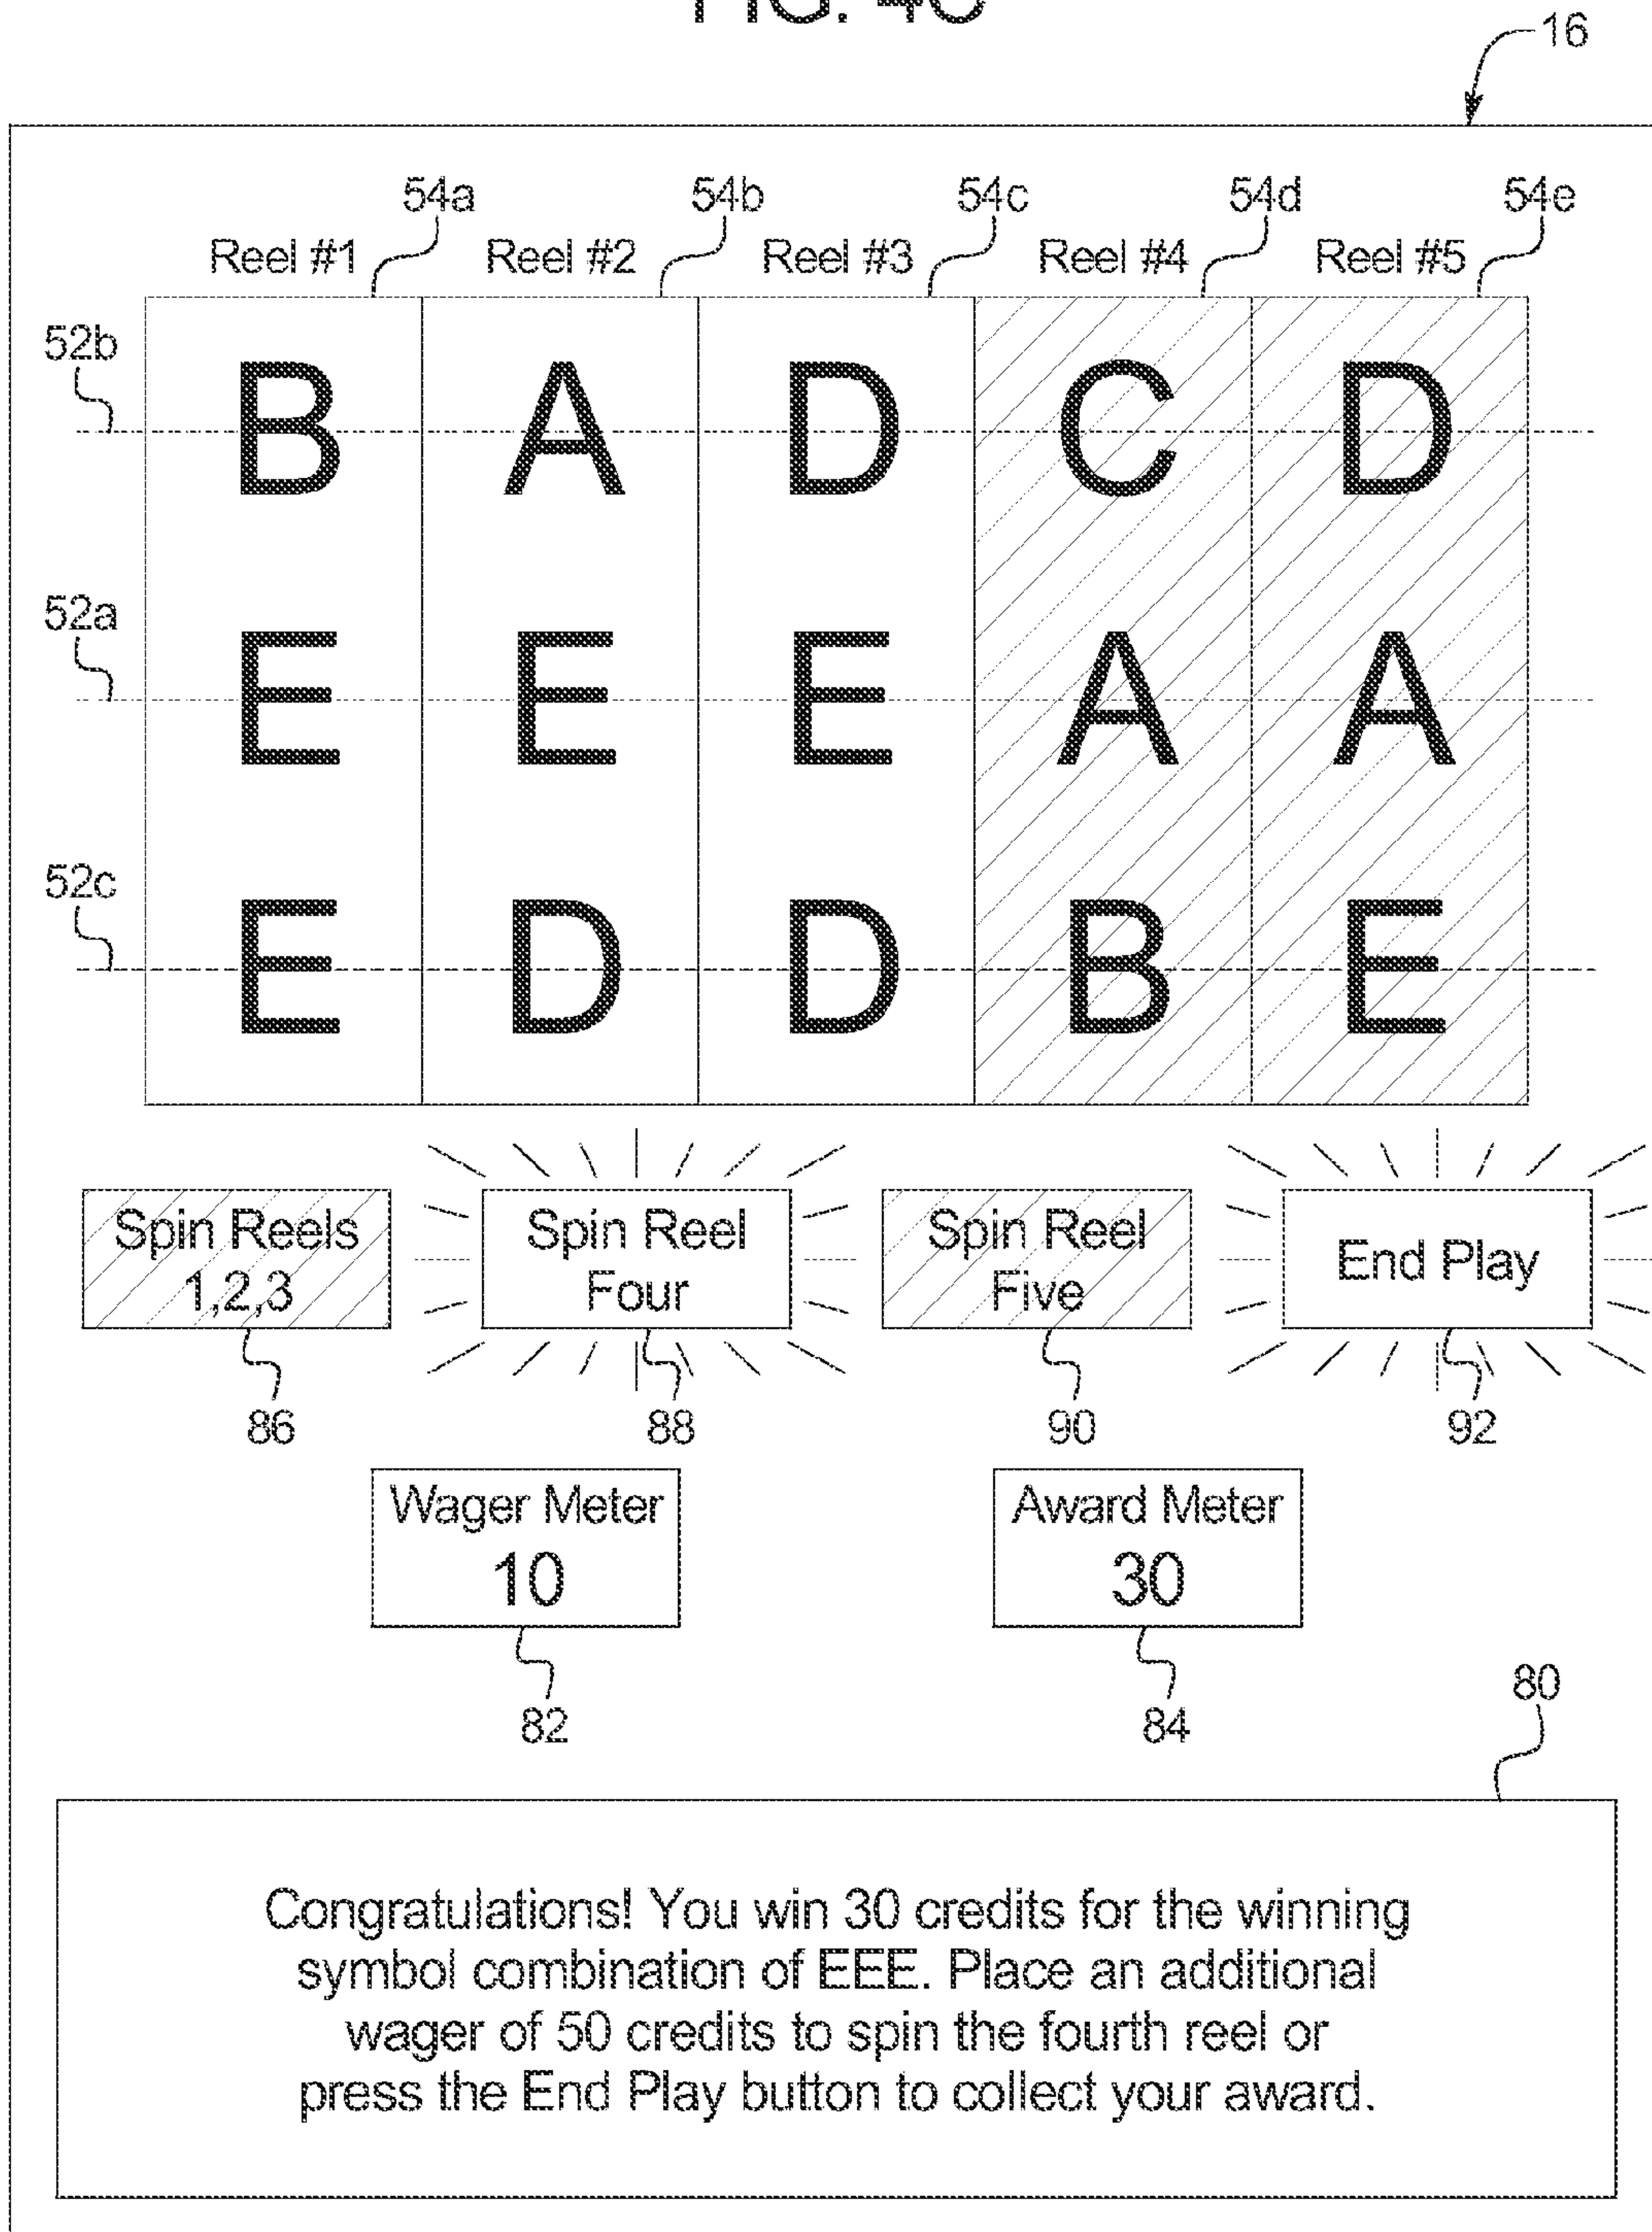 FIG. 4C
16
54a 54b 54c 54d 54e
Reel #1 Reel #2 Reel #3 Reel #4 Reel #5
52b
B A D C D
52a
E E E A A
52c
E D D B E
Spin Reels
1,2,3
Spin Reel
Four
Spin Reel
Five
End Play
86 88 90 92
Wager Meter
10
Award Meter
30
82 84
80
Congratulations! You win 30 credits for the winning
symbol combination of EEE. Place an additional
wager of 50 credits to spin the fourth reel or
press the End Play button to collect your award.